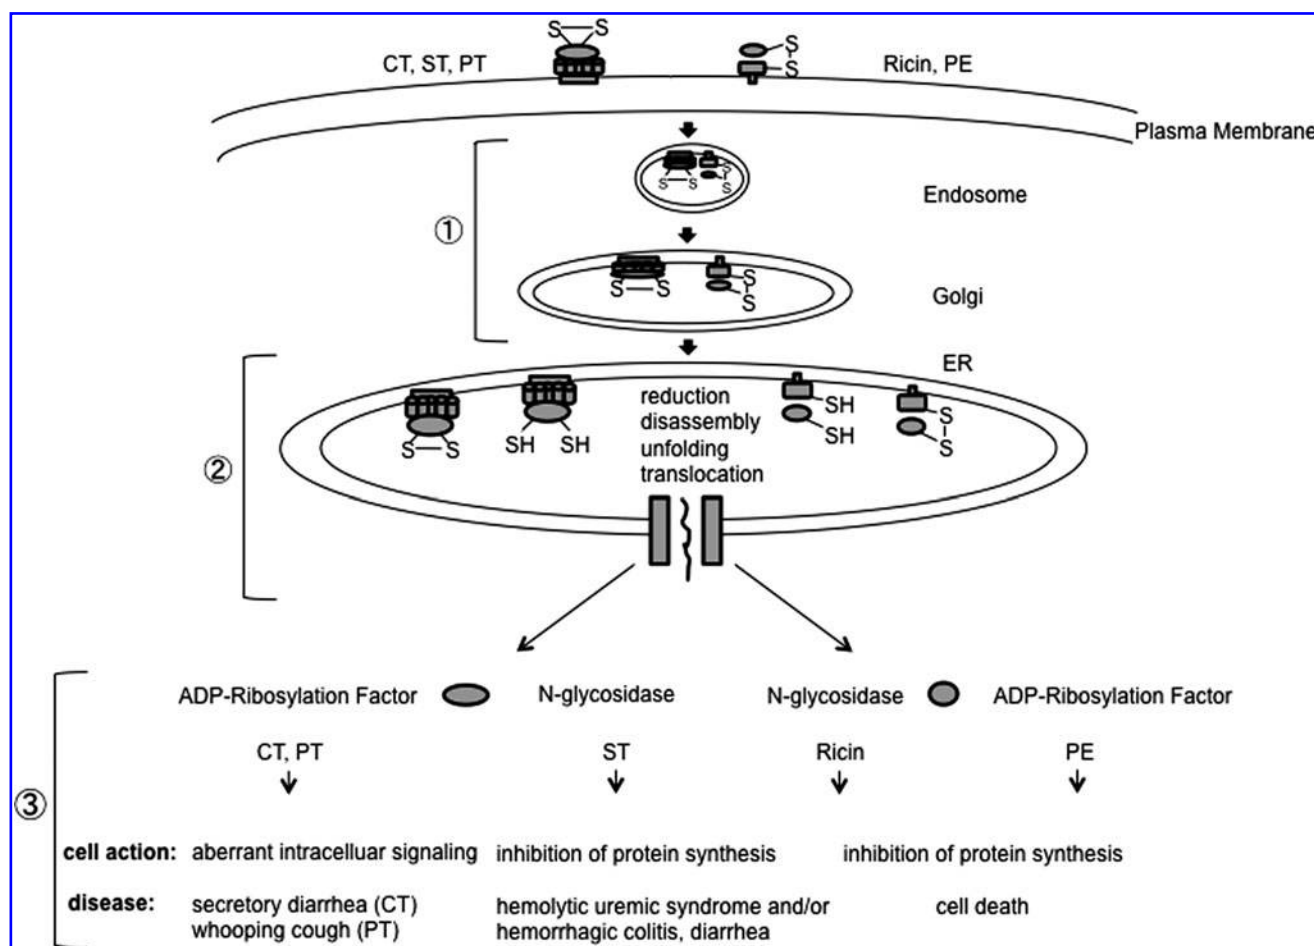 S S
CT, ST, PT
Ricin, PE
S
S
Plasma Membrane
S S
S
S
Endosome
①
S S
S
S
Golgi
ER
②
S S
SH SH
reduction
disassembly
unfolding
translocation
SH
SH
S
S
③
ADP-Ribosylation Factor
N-glycosidase
N-glycosidase
ADP-Ribosylation Factor
CT, PT
ST
Ricin
PE
cell action: aberrant intracelluar signaling
inhibition of protein synthesis
inhibition of protein synthesis
disease: secretory diarrhea (CT)
whooping cough (PT)
hemolytic uremic syndrome and/or
hemorrhagic colitis, diarrhea
cell death